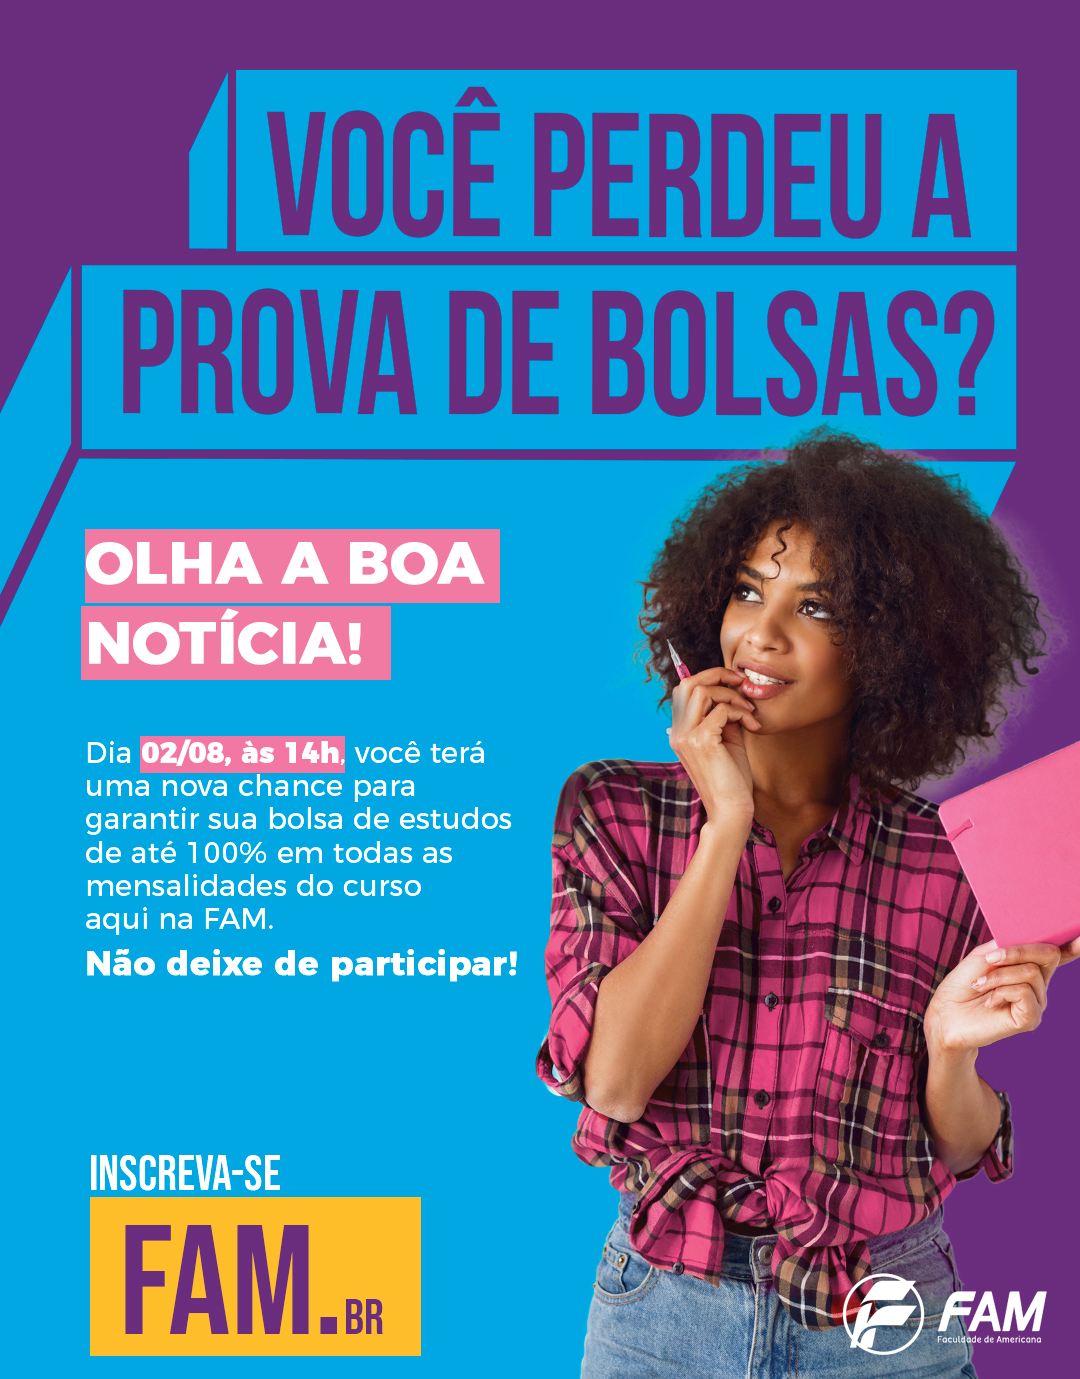 VOCÊ PERDEU A
PROVA DE BOLSAS?
OLHA A BOA
NOTÍCIA!
Dia 02/08, às 14h, você terá
uma nova chance para
garantir sua bolsa de estudos
de até 100% em todas as
mensalidades do curso
aqui na FAM.
Não deixe de participar!
INSCREVA-SE
FAM.BR
FAM
Faculdade de Americana